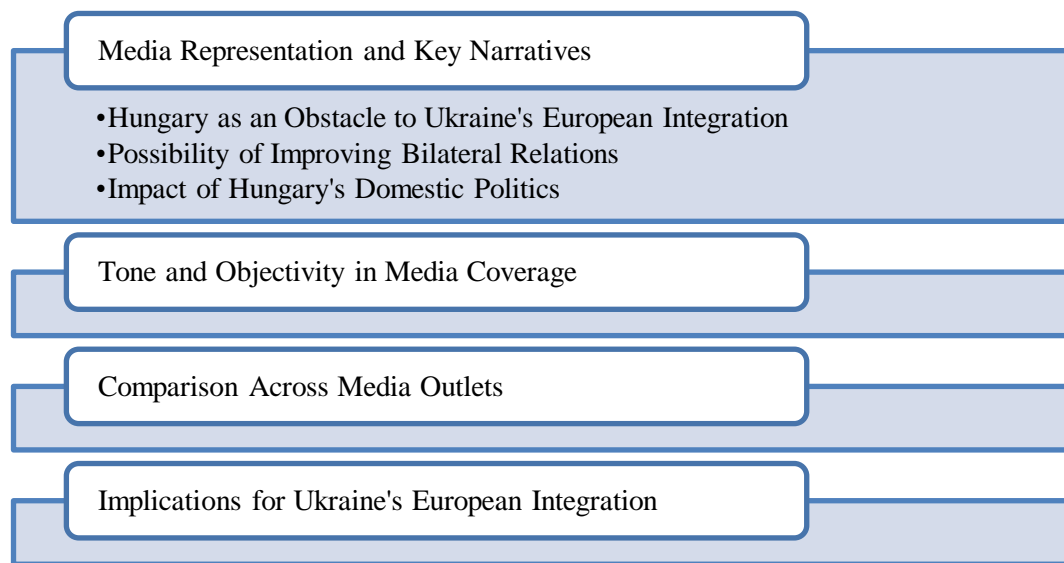 Media Representation and Key Narratives
•Hungary as an Obstacle to Ukraine's European Integration
•Possibility of Improving Bilateral Relations
•Impact of Hungary's Domestic Politics
Tone and Objectivity in Media Coverage
Comparison Across Media Outlets
Implications for Ukraine's European Integration